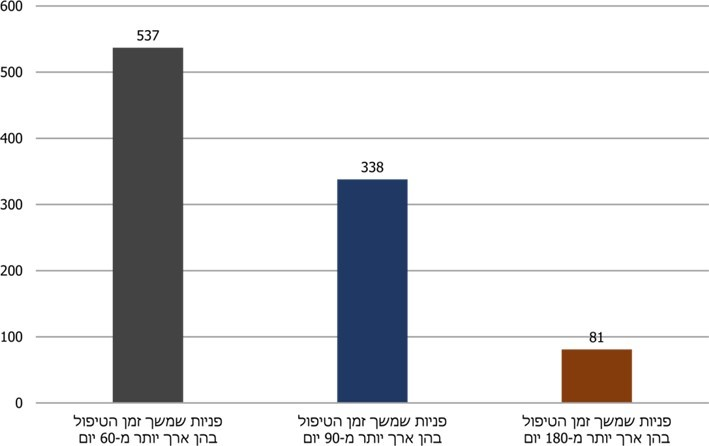 600
537
500
400
338
300
200
100
81
0
פניות שמשך זמן הטיפול
בהן ארך יותר מ-60 יום
פניות שמשך זמן הטיפול
בהן ארך יותר מ-90 יום
פניות שמשך זמן הטיפול
בהן ארך יותר מ-180 יום